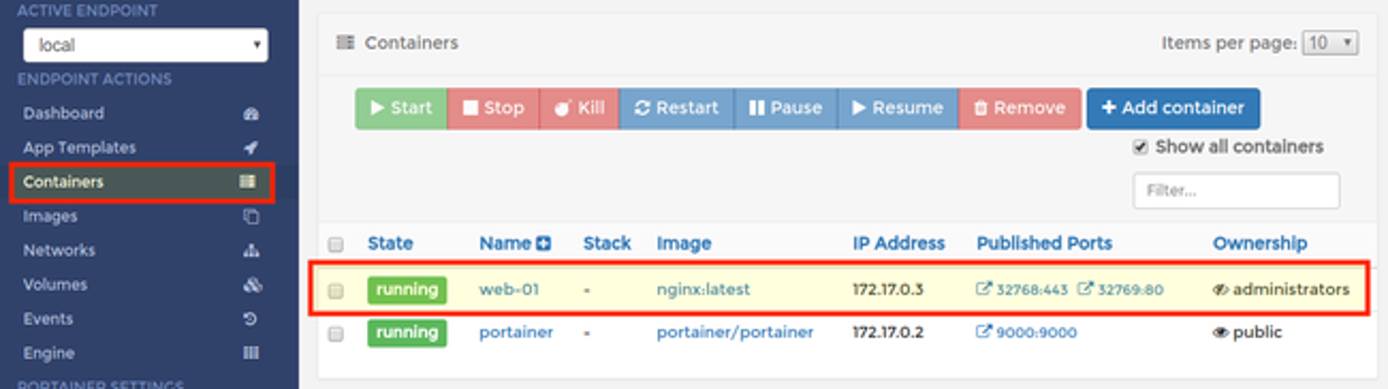 ACTIVE ENDPOINT
local
ENDPOINT ACTIONS
Dashboard
App Templates
Containers
Images
Networks
Volumes
Events
Engine
PORTAINER SETTINGS
Containers
Items per page: 10
Start Stop Kill Restart Pause Resume Remove + Add container
Show all containers
Filter...
State Name Stack Image IP Address Published Ports Ownership
running web-01 - nginx:latest 172.17.0.3 32768:443 32769:80 administrators
running portainer - portainer/portainer 172.17.0.2 9000:9000 public